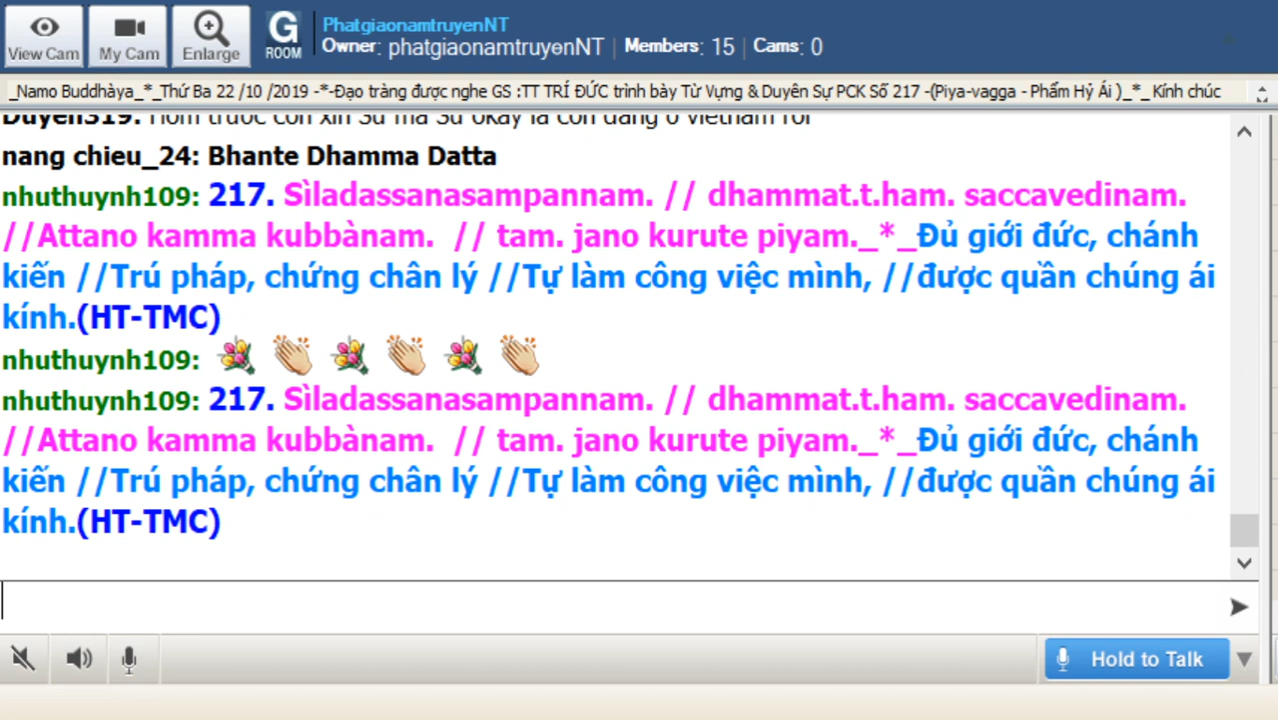 View Cam
My Cam
Enlarge
G
ROOM
PhatgiaonamtruyenNT
Owner: phatgiaonamtruyenNT | Members: 15 | Cams: 0
_Namo Buddhàya_*_Thứ Ba 22 /10 /2019 -*-Đạo tràng được nghe GS :TT TRÍ ĐỨC trình bày Từ Vựng & Duyên Sự PCK Số 217 -(Piya-vagga - Phẩm Hỷ Ái )_*_ Kính chúc
nang chieu_24: Bhante Dhamma Datta
nhuthuynh109: 217. Sìladassanasampannam. // dhammat.t.ham. saccavedinam.
//Attano kamma kubbànam. // tam. jano kurute piyam._*_Đủ giới đức, chánh
kiến //Trú pháp, chứng chân lý //Tự làm công việc mình, //được quần chúng ái
kính.(HT-TMC)
nhuthuynh109:
nhuthuynh109: 217. Sìladassanasampannam. // dhammat.t.ham. saccavedinam.
//Attano kamma kubbànam. // tam. jano kurute piyam._*_Đủ giới đức, chánh
kiến //Trú pháp, chứng chân lý //Tự làm công việc mình, //được quần chúng ái
kính.(HT-TMC)
Hold to Talk